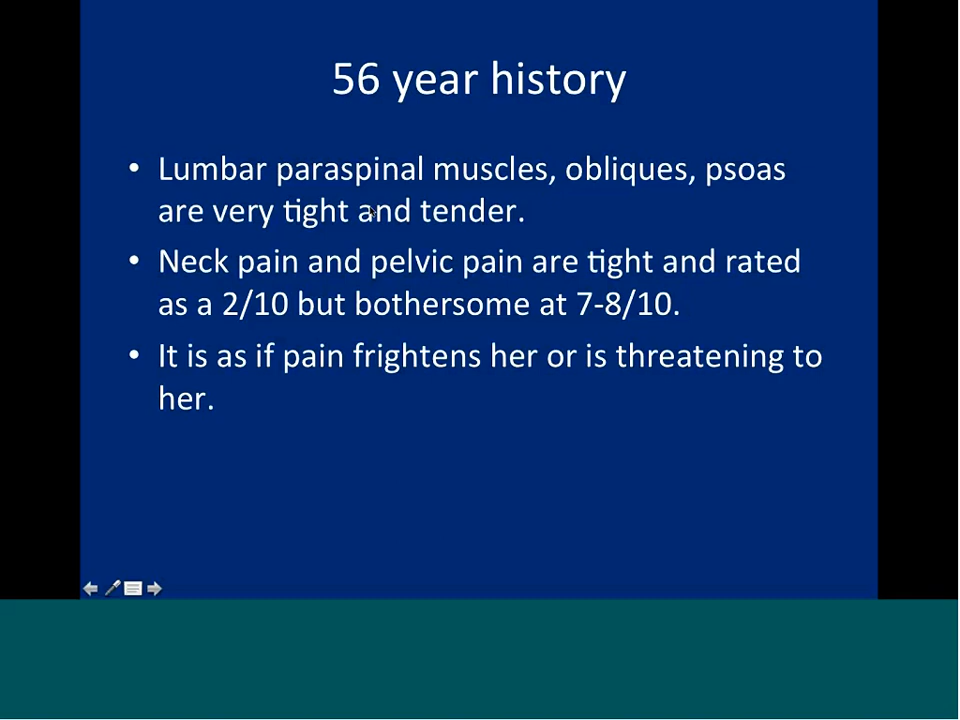 56 year history
• Lumbar paraspinal muscles, obliques, psoas
are very tight and tender.
• Neck pain and pelvic pain are tight and rated
as a 2/10 but bothersome at 7-8/10.
• It is as if pain frightens her or is threatening to
her.